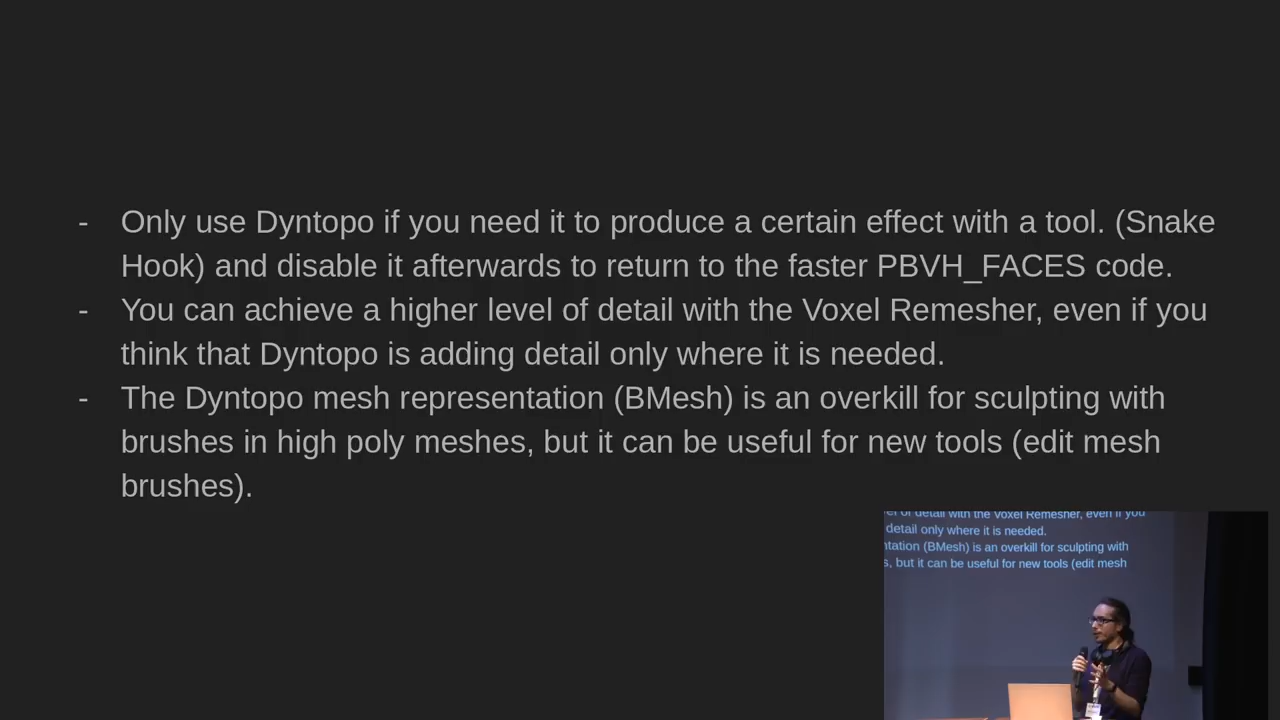 - Only use Dyntopo if you need it to produce a certain effect with a tool. (Snake
Hook) and disable it afterwards to return to the faster PBVH_FACES code.
- You can achieve a higher level of detail with the Voxel Remesher, even if you
think that Dyntopo is adding detail only where it is needed.
- The Dyntopo mesh representation (BMesh) is an overkill for sculpting with
brushes in high poly meshes, but it can be useful for new tools (edit mesh
brushes).
of detail with the Voxel Remesher, even if you
detail only where it is needed.
ntation (BMesh) is an overkill for sculpting with
s, but it can be useful for new tools (edit mesh